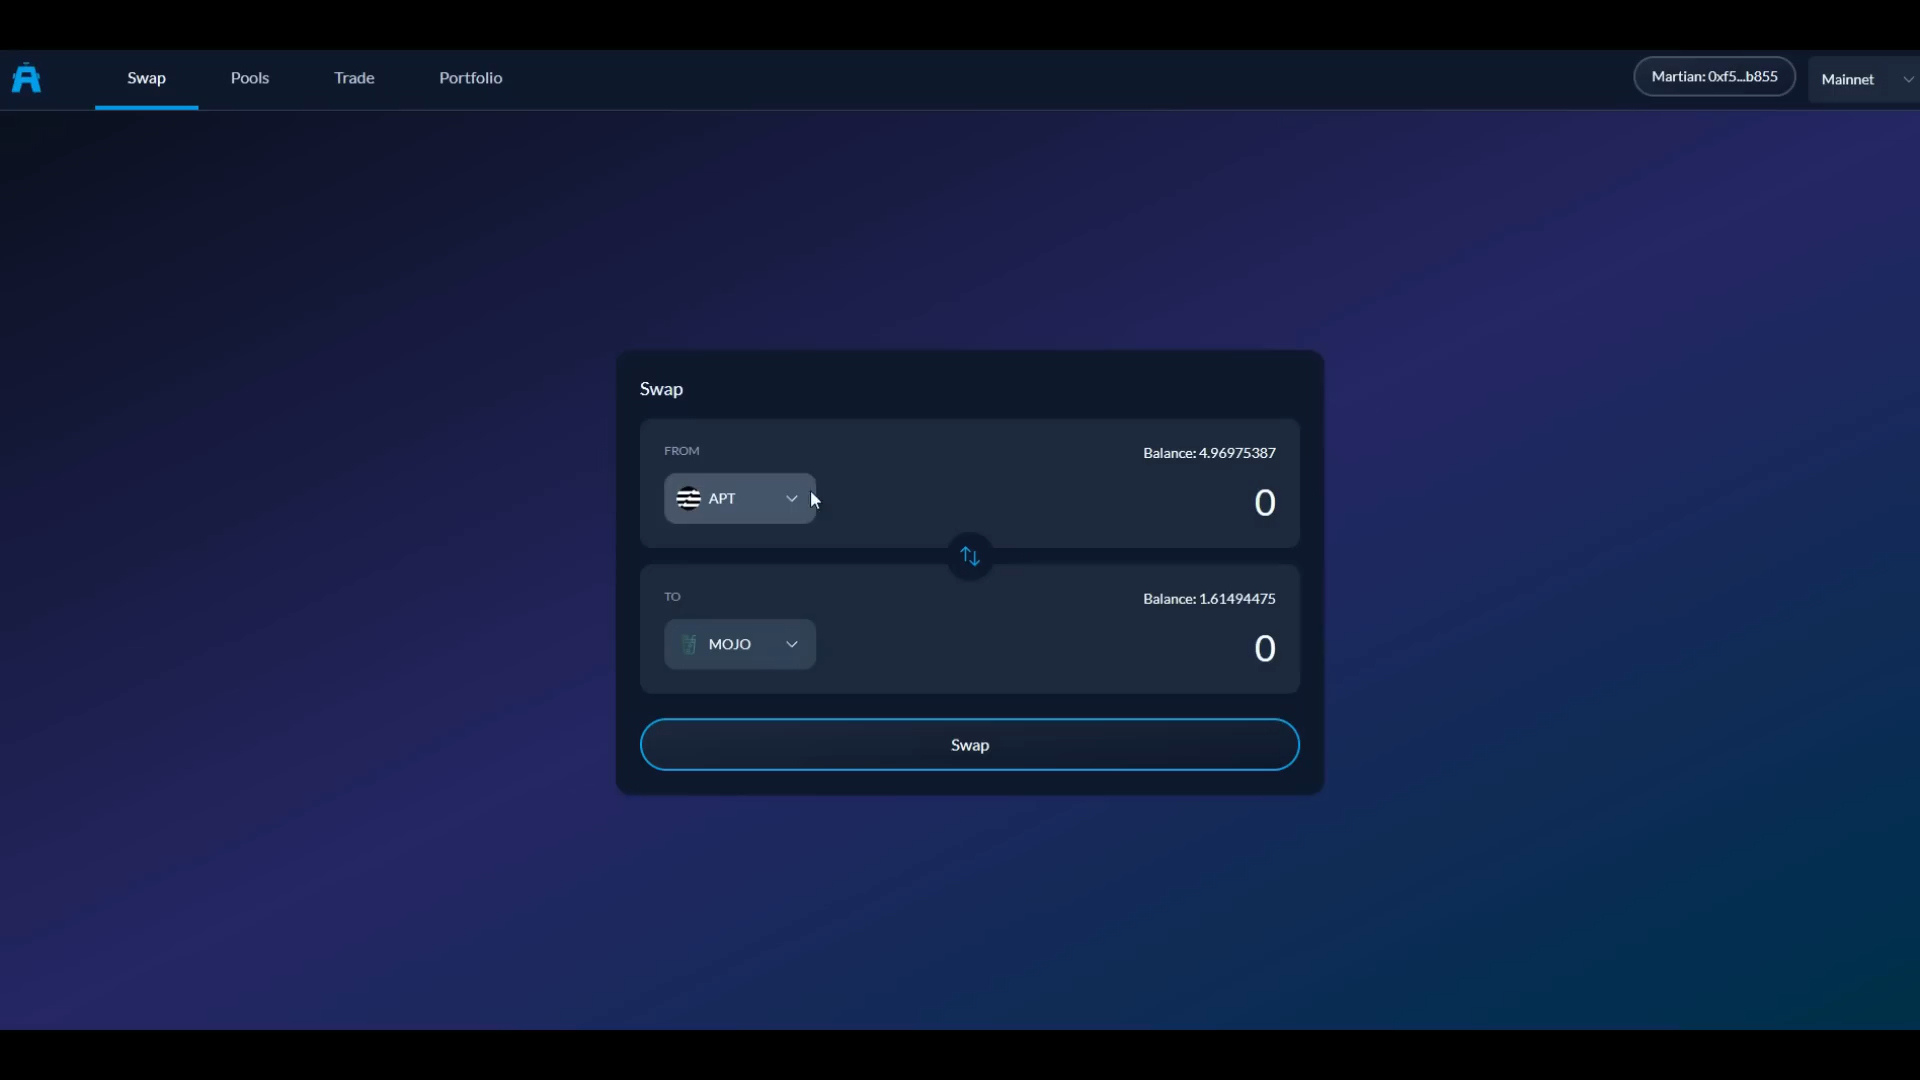 Swap Pools Trade Portfolio Martian: 0xf5...b855 Mainnet
Swap
FROM Balance: 4.96975387
APT 0
TO Balance: 1.61494475
MOJO 0
Swap